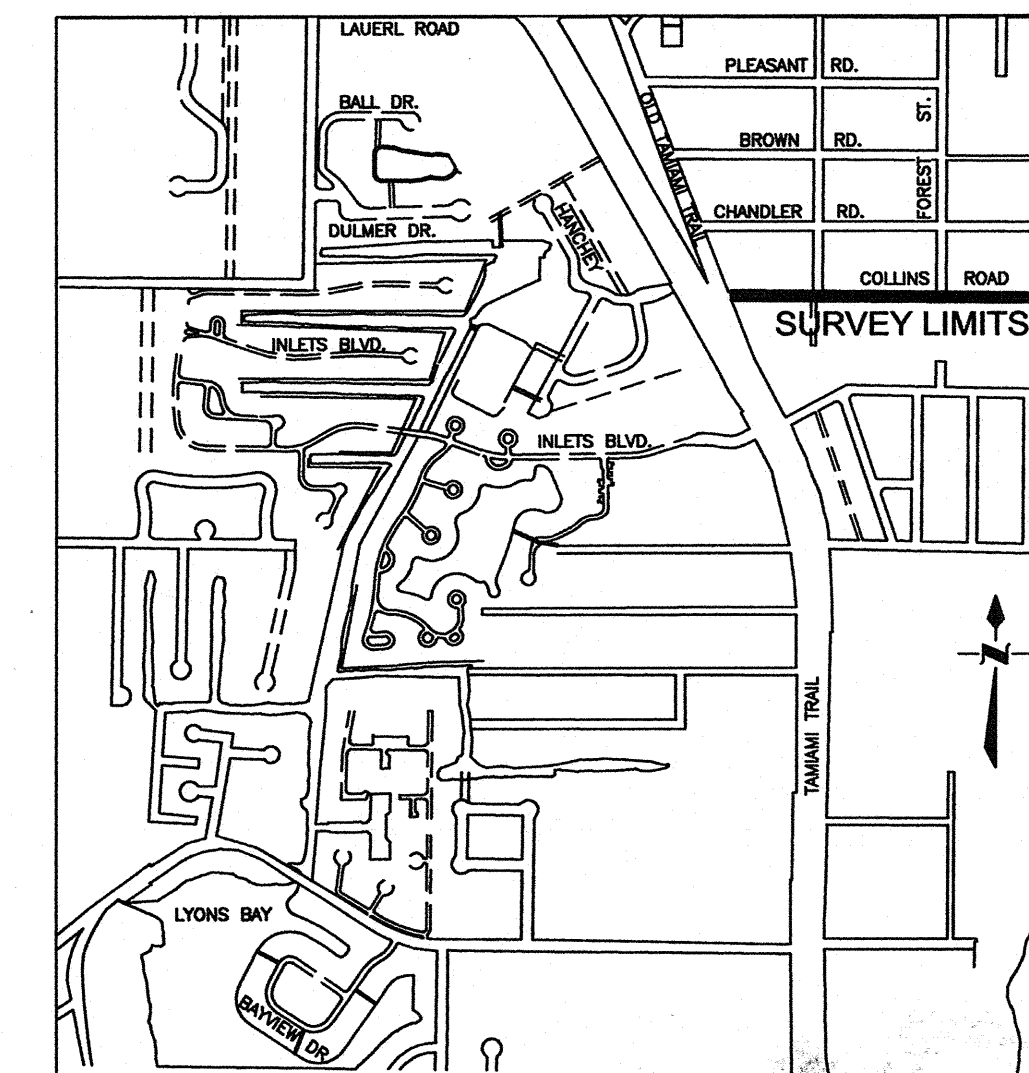 LAUERL ROAD
PLEASANT RD.
BALL DR.
OLD TAMIAMI TRAIL
FOREST ST.
BROWN RD.
HANCHEY
CHANDLER RD.
DULMER DR.
COLLINS ROAD
SURVEY LIMITS
INLETS BLVD.
INLETS BLVD.
N
TAMIAMI TRAIL
LYONS BAY
BAYVIEW DR